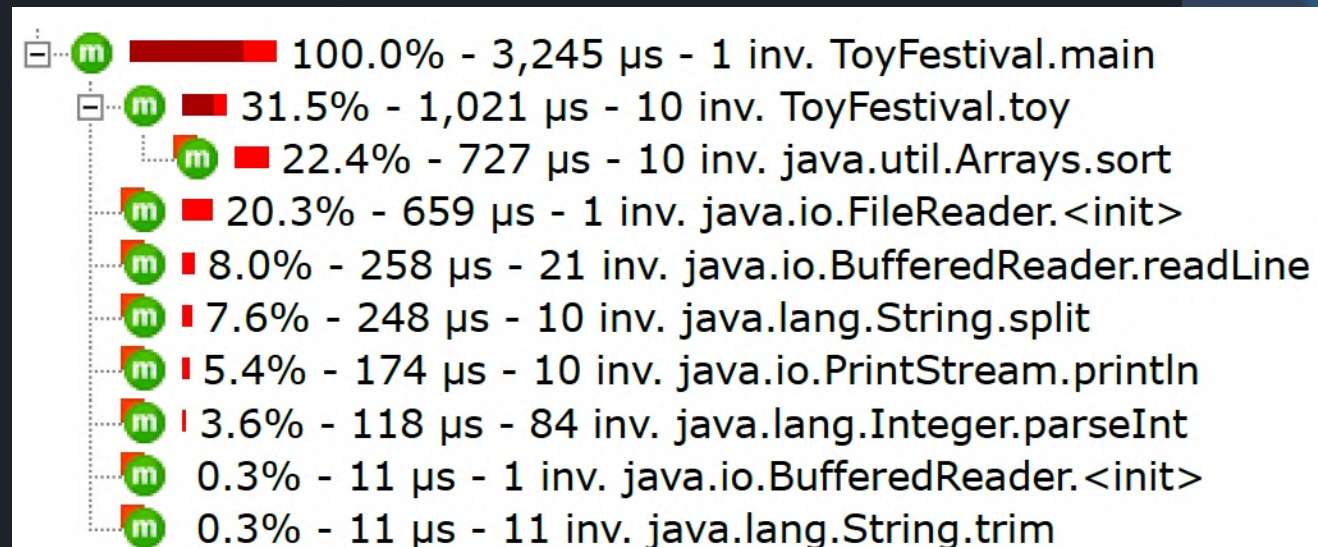 m 100.0% - 3,245 µs - 1 inv. ToyFestival.main
m 31.5% - 1,021 µs - 10 inv. ToyFestival.toy
m 22.4% - 727 µs - 10 inv. java.util.Arrays.sort
m 20.3% - 659 µs - 1 inv. java.io.FileReader.<init>
m 8.0% - 258 µs - 21 inv. java.io.BufferedReader.readLine
m 7.6% - 248 µs - 10 inv. java.lang.String.split
m 5.4% - 174 µs - 10 inv. java.io.PrintStream.println
m 3.6% - 118 µs - 84 inv. java.lang.Integer.parseInt
m 0.3% - 11 µs - 1 inv. java.io.BufferedReader.<init>
m 0.3% - 11 µs - 11 inv. java.lang.String.trim